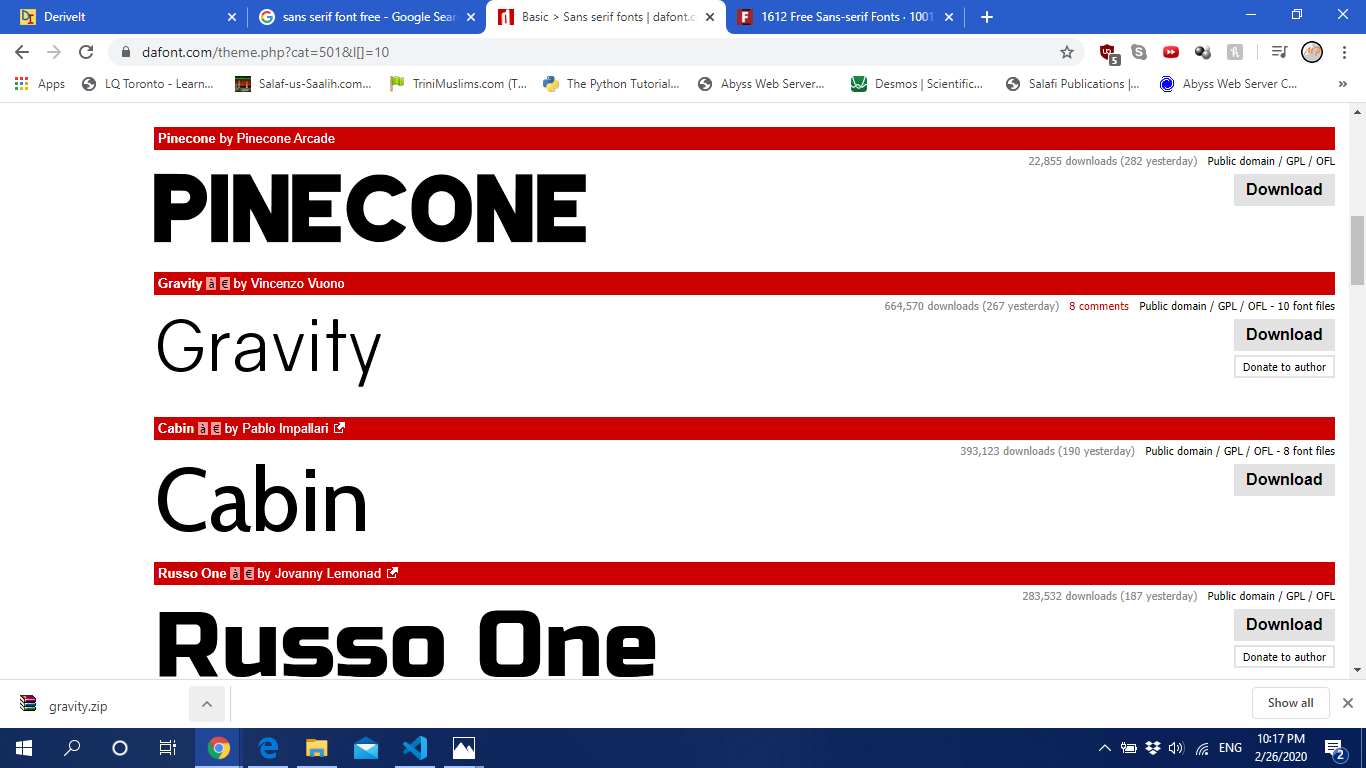 DeriveIt
sans serif font free - Google Sear
Basic > Sans serif fonts | dafont.c
1612 Free Sans-serif Fonts · 1001
dafont.com/theme.php?cat=501&l[]=10
5
Apps
LQ Toronto - Learn...
Salaf-us-Saalih.com...
TriniMuslims.com (T...
The Python Tutorial...
Abyss Web Server...
Desmos | Scientific...
Salafi Publications |...
Abyss Web Server C...
»
Pinecone by Pinecone Arcade
22,855 downloads (282 yesterday) Public domain / GPL / OFL
Download
PINECONE
Gravity à € by Vincenzo Vuono
664,570 downloads (267 yesterday) 8 comments Public domain / GPL / OFL - 10 font files
Download
Donate to author
Gravity
Cabin à € by Pablo Impallari
393,123 downloads (190 yesterday) Public domain / GPL / OFL - 8 font files
Download
Cabin
Russo One à € by Jovanny Lemonad
283,532 downloads (187 yesterday) Public domain / GPL / OFL
Download
Donate to author
Russo One
gravity.zip
Show all
ENG
10:17 PM
2/26/2020
2